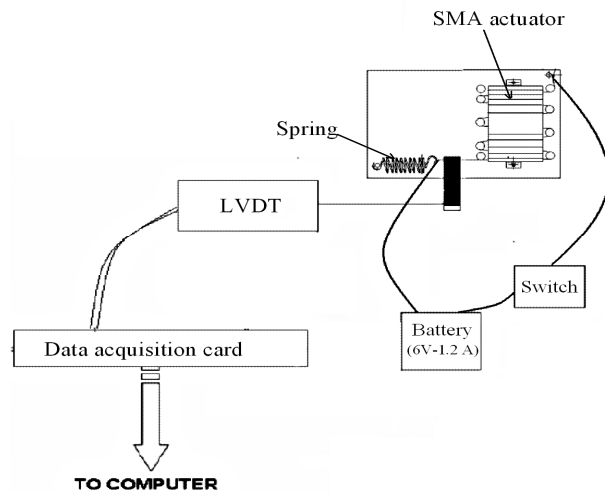 SMA actuator
Spring
LVDT
Switch
Battery
(6V-1.2 A)
Data acquisition card
TO COMPUTER